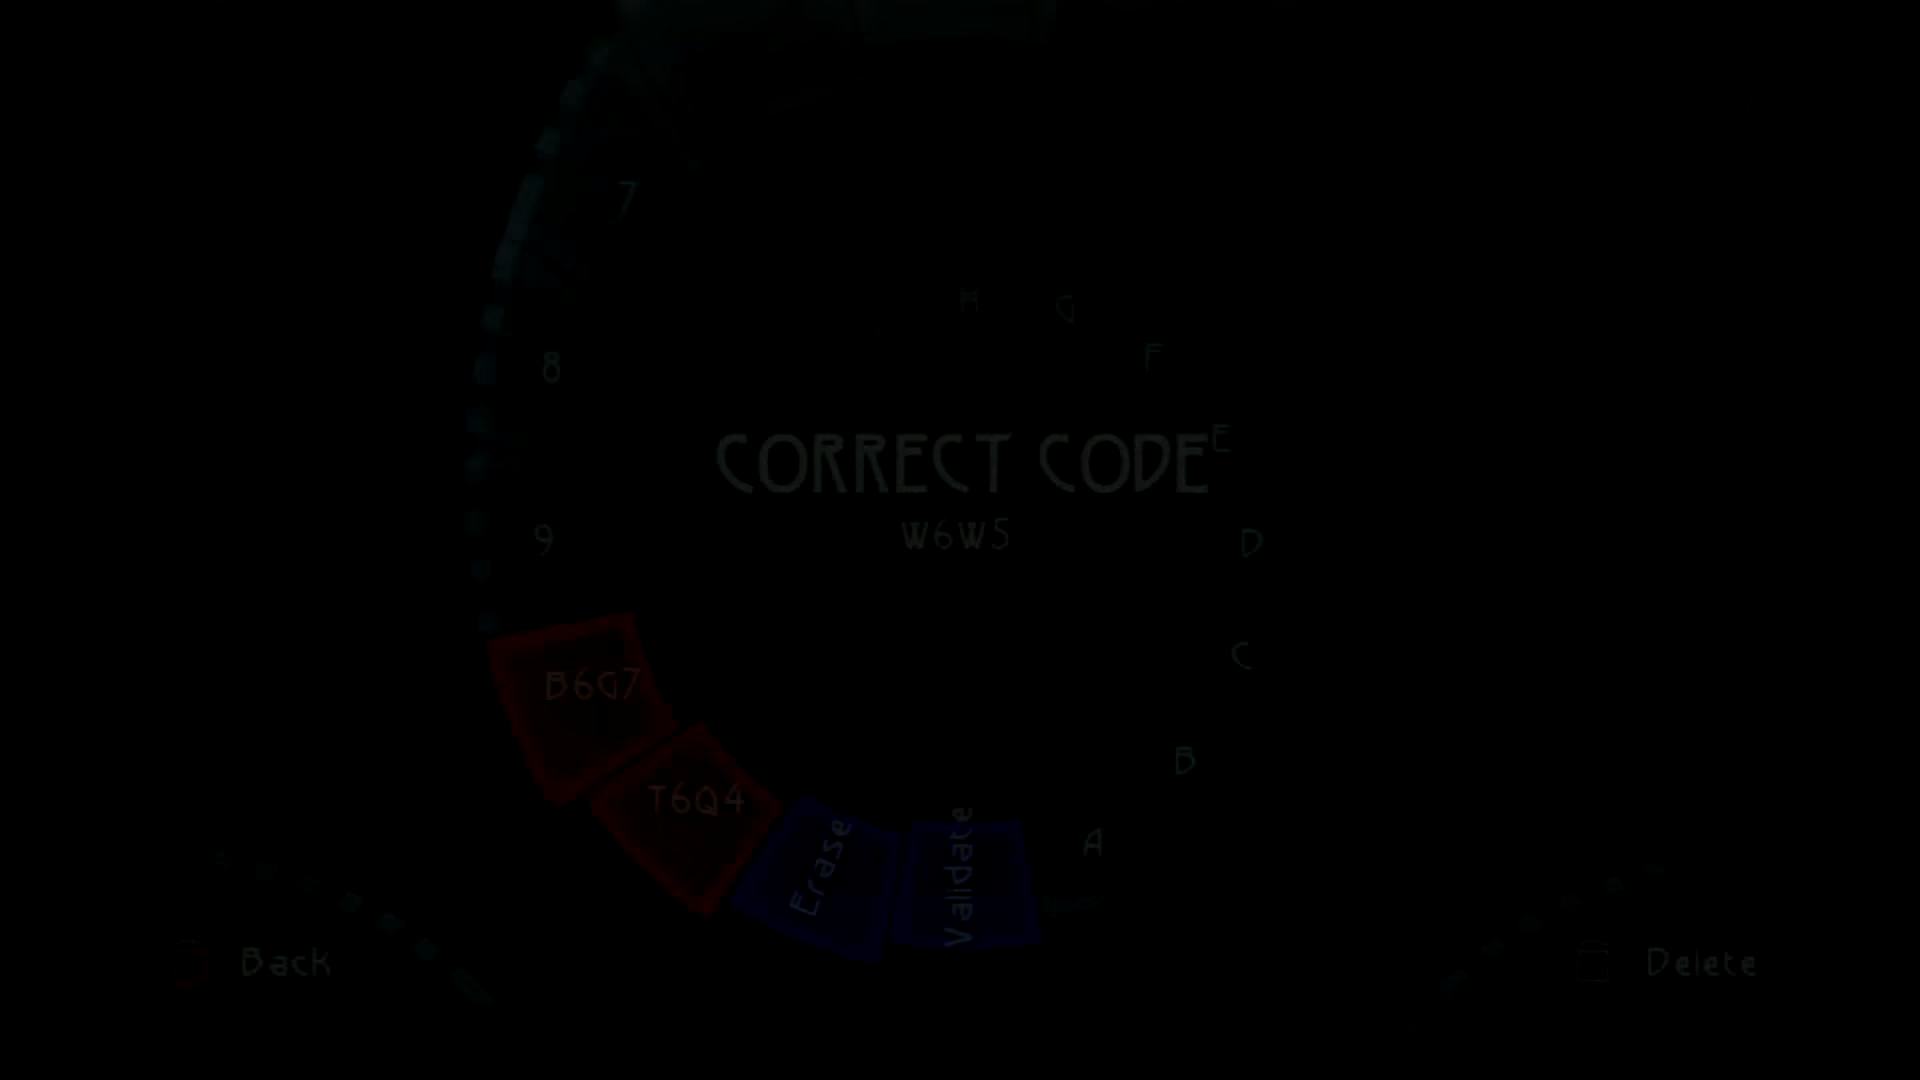 7
H
G
F
8
E
CORRECT CODE
W6W5
9
D
C
B6G7
B
T6Q4
A
Erase
Validate
Back
Delete